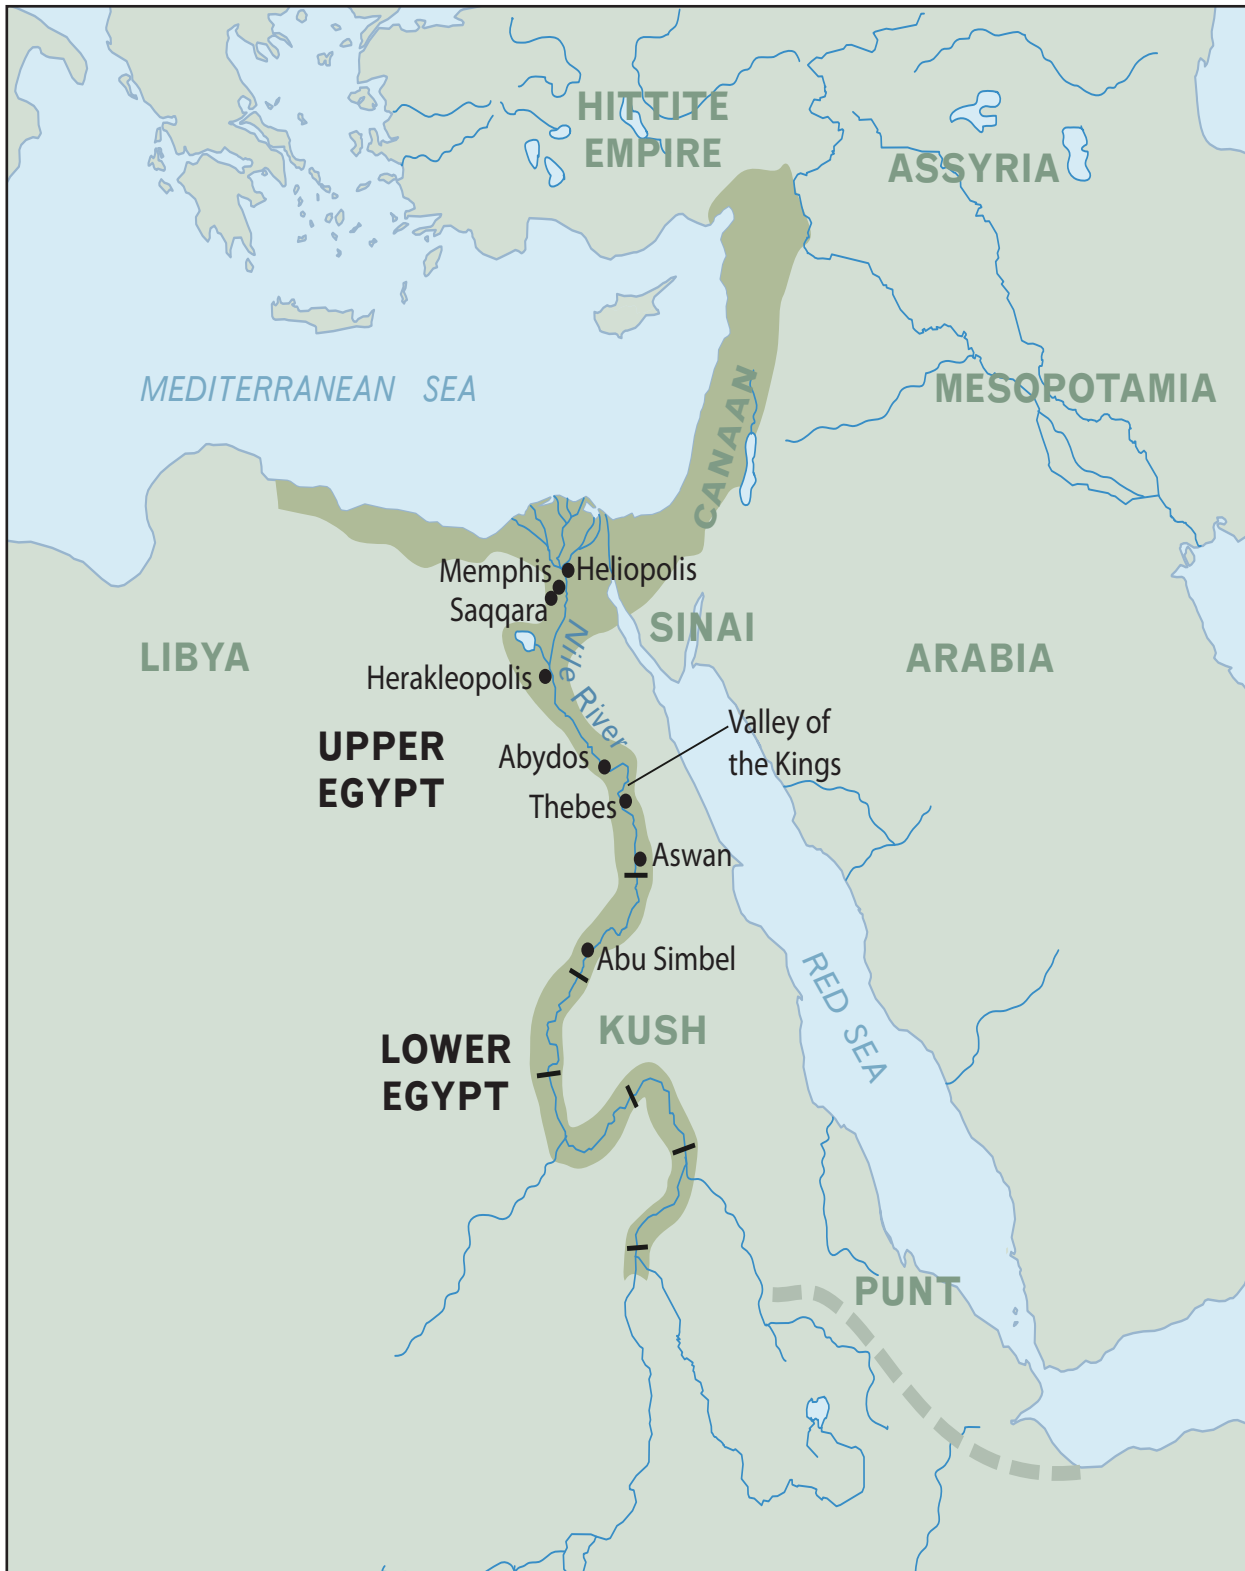 HITTITE
EMPIRE
ASSYRIA
MEDITERRANEAN SEA
MESOPOTAMIA
CANAAN
Memphis
Heliopolis
Saqqara
SINAI
LIBYA
ARABIA
Nile River
Herakleopolis
Valley of
the Kings
UPPER
EGYPT
Abydos
Thebes
Aswan
Abu Simbel
RED SEA
KUSH
LOWER
EGYPT
PUNT